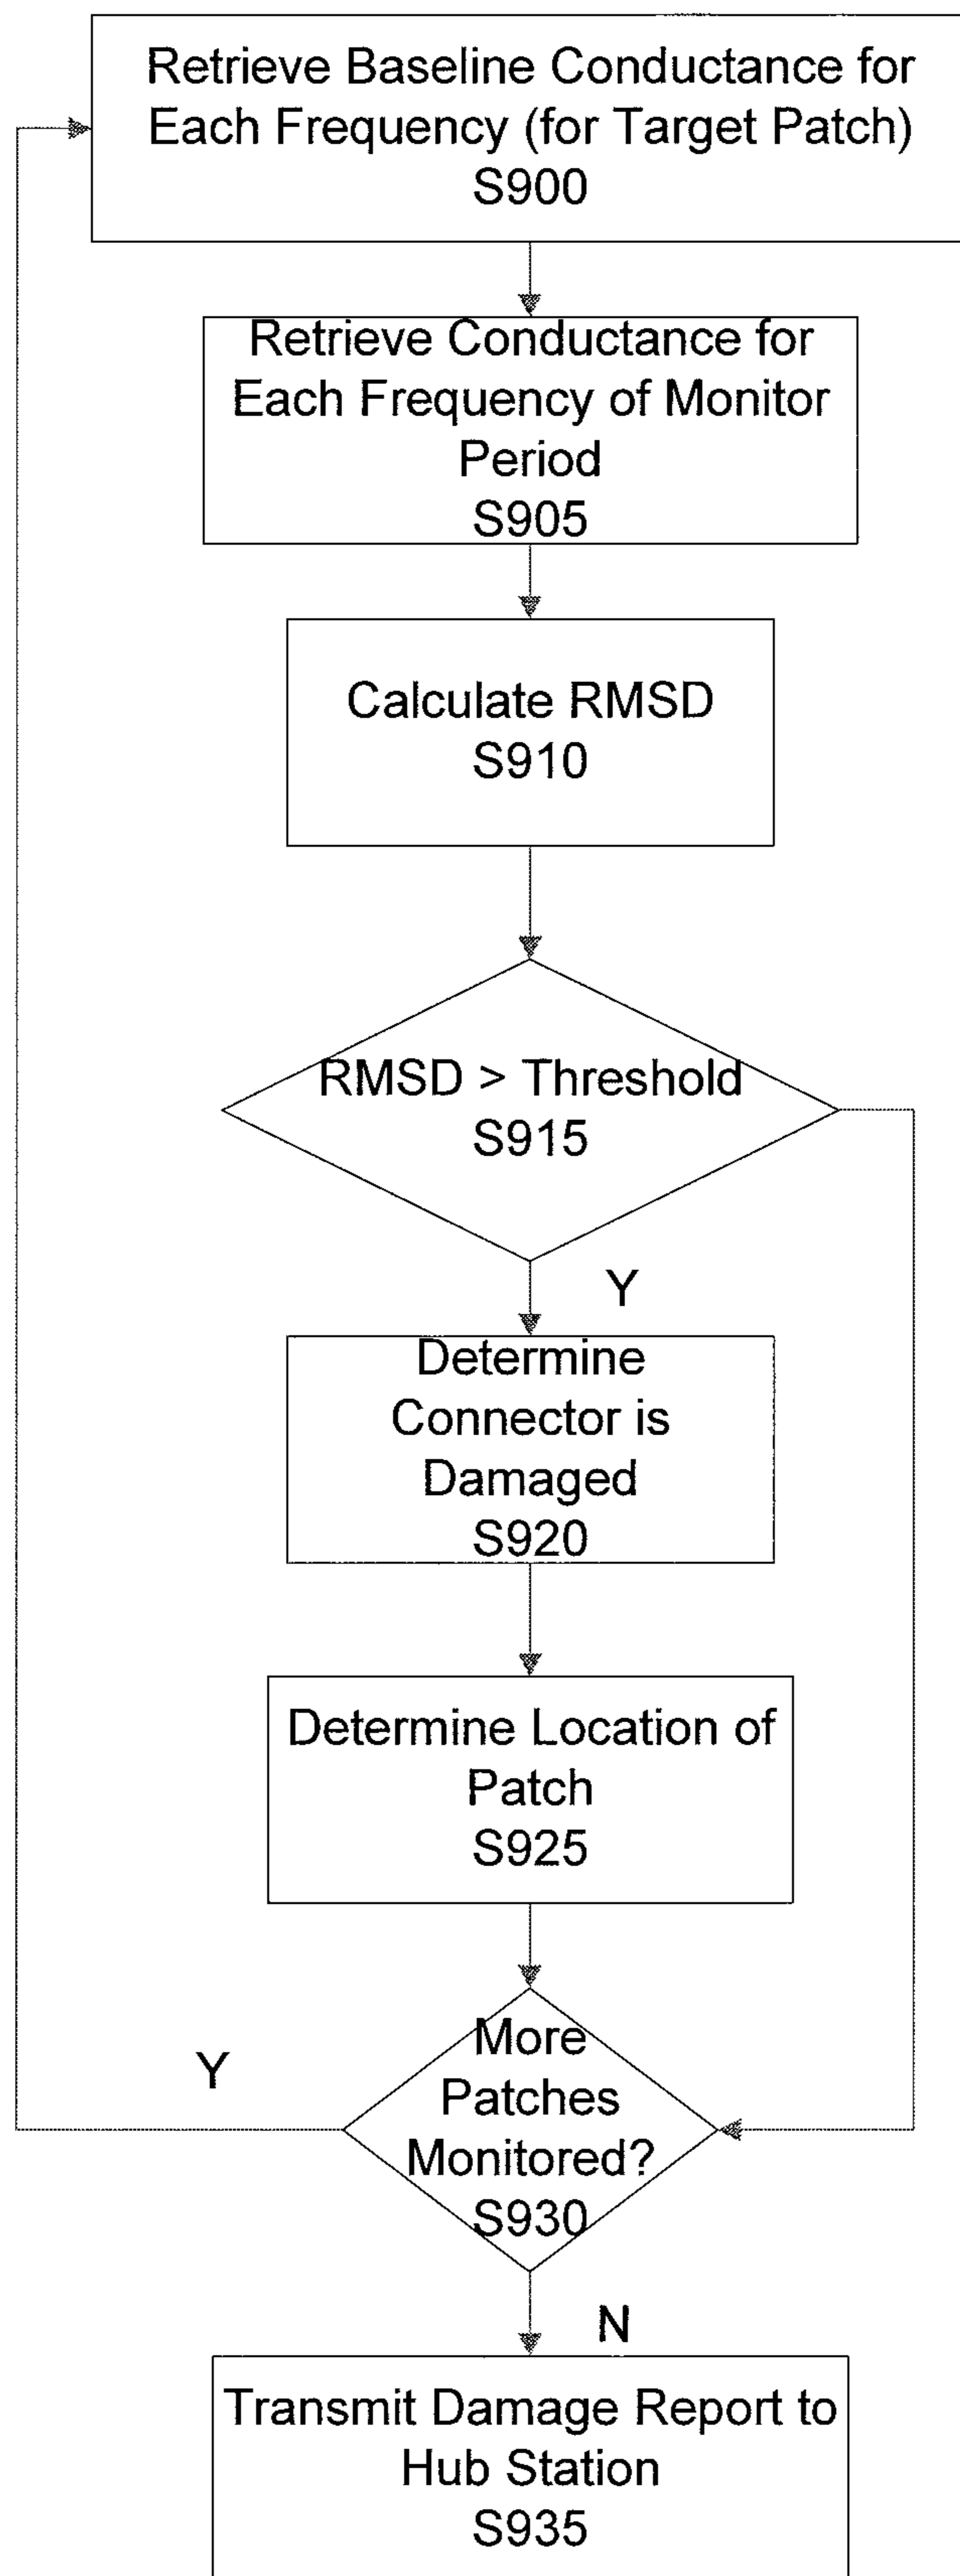 Retrieve Baseline Conductance for
Each Frequency (for Target Patch)
S900
Retrieve Conductance for
Each Frequency of Monitor
Period
S905
Calculate RMSD
S910
RMSD > Threshold
S915
Y
Determine
Connector is
Damaged
S920
Determine Location of
Patch
S925
More
Patches
Monitored?
S930
Y
N
Transmit Damage Report to
Hub Station
S935